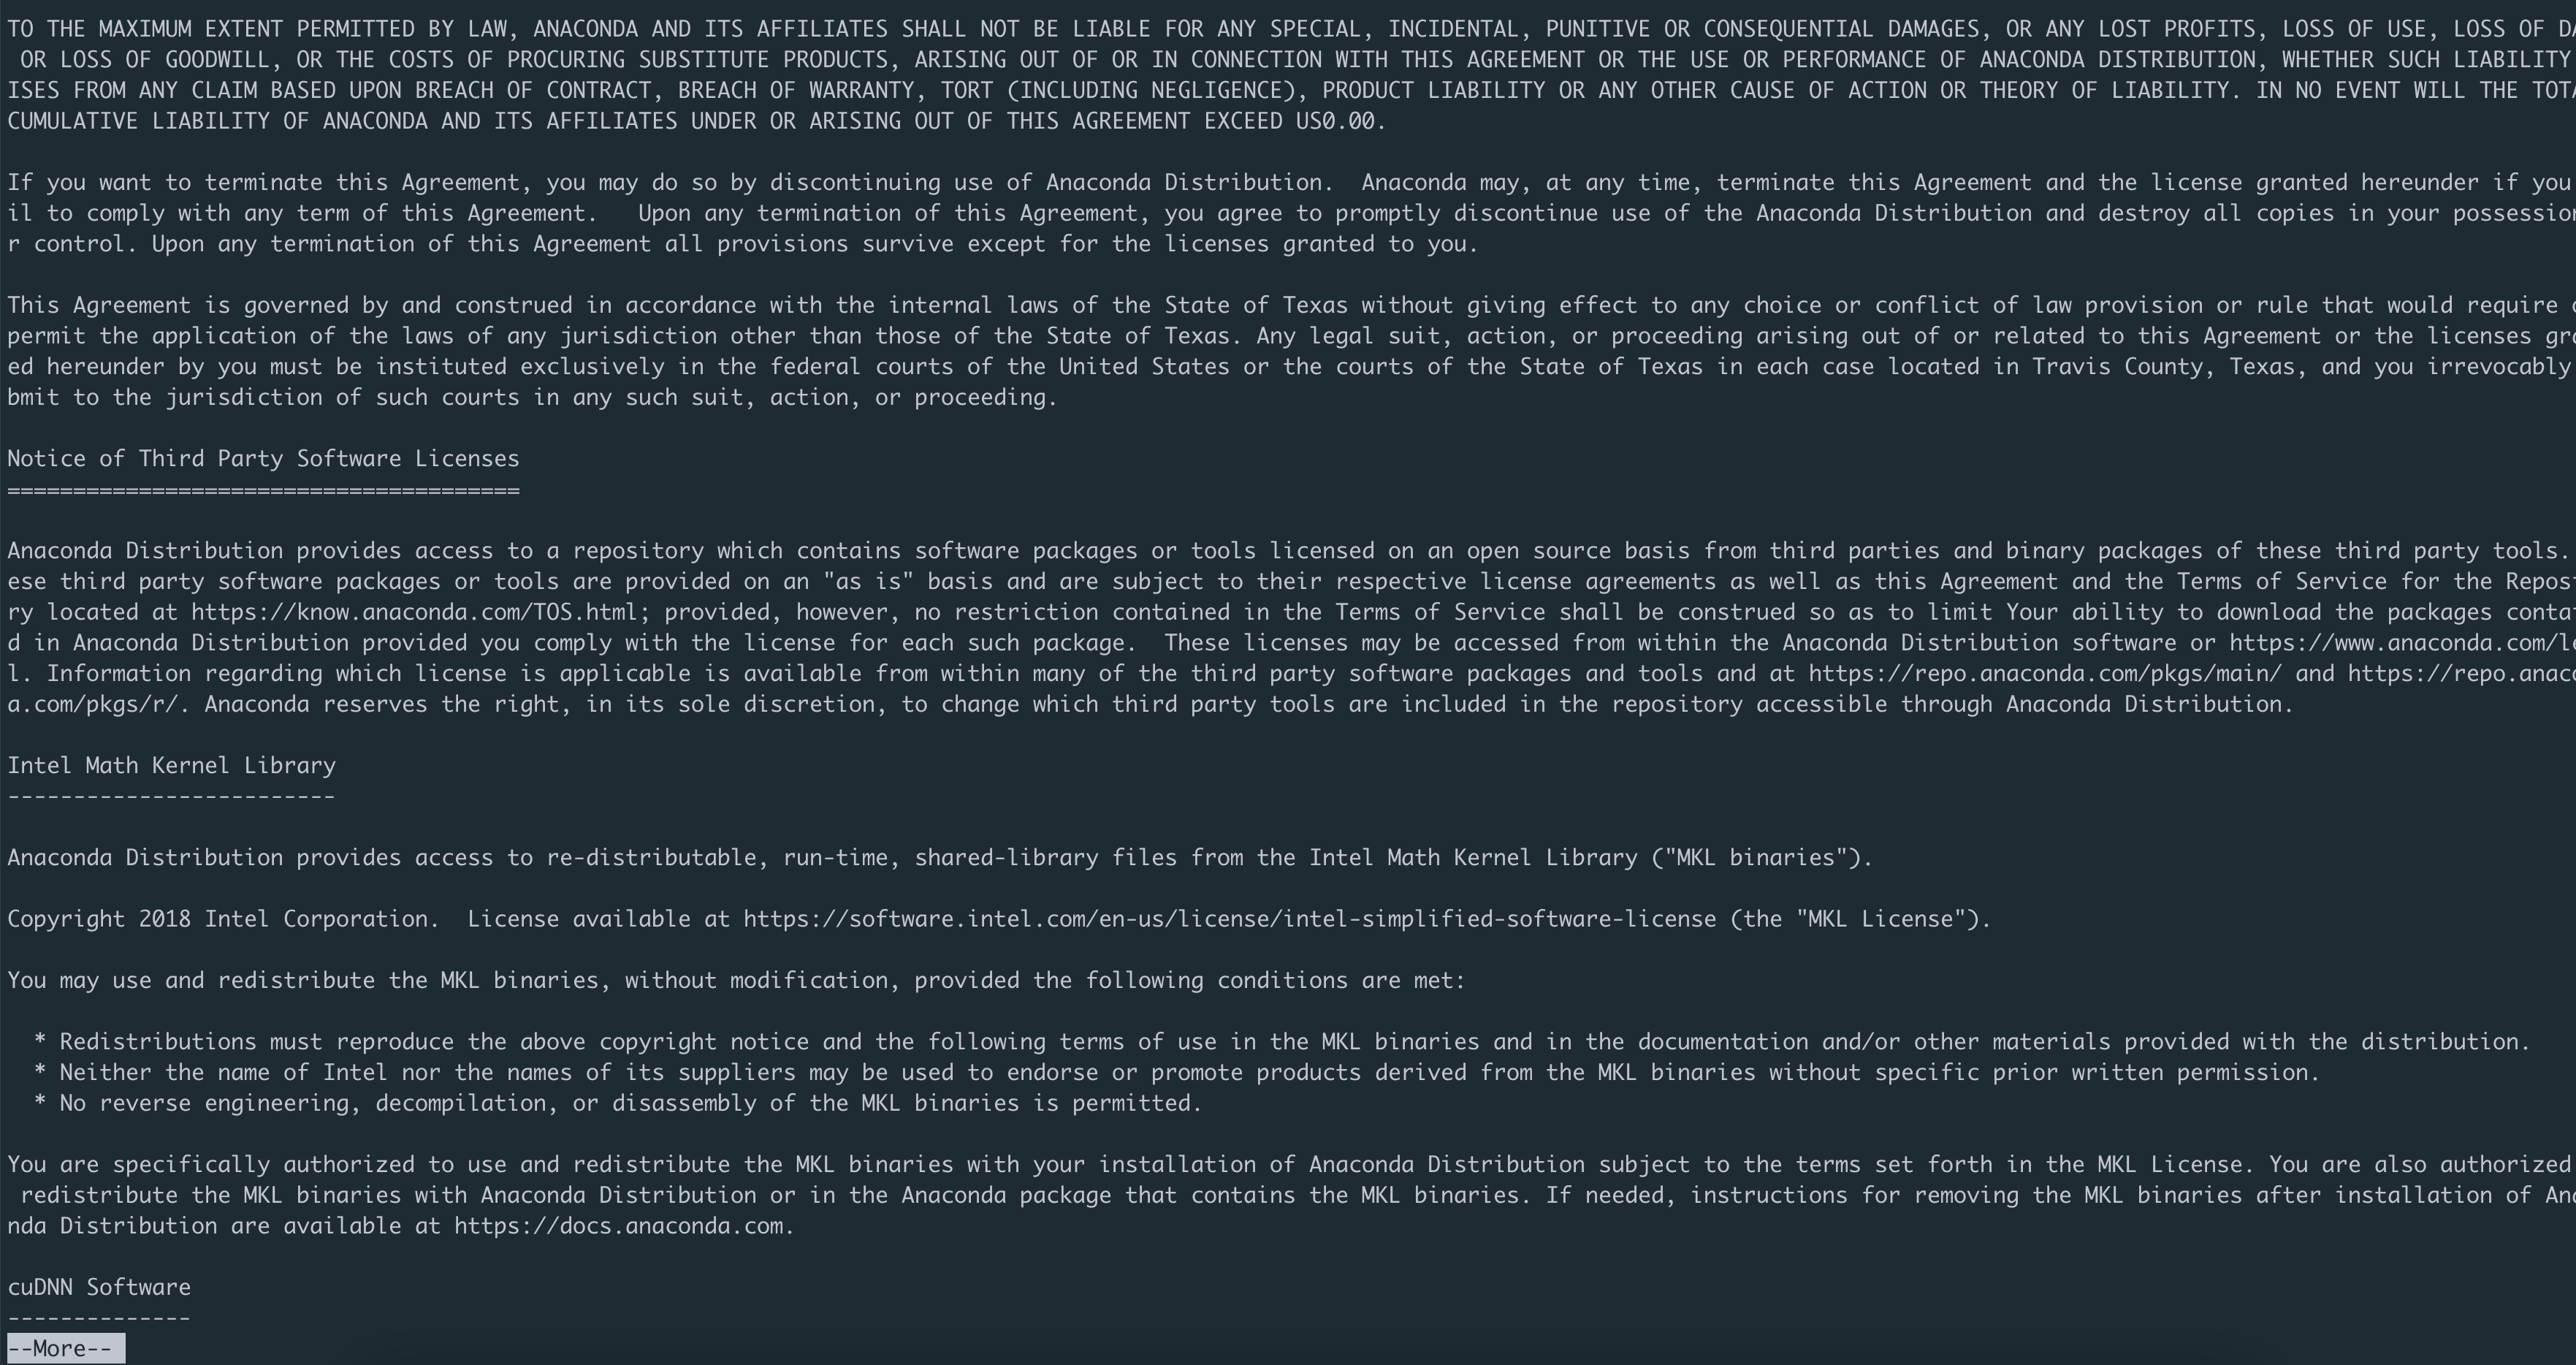 TO THE MAXIMUM EXTENT PERMITTED BY LAW, ANACONDA AND ITS AFFILIATES SHALL NOT BE LIABLE FOR ANY SPECIAL, INCIDENTAL, PUNITIVE OR CONSEQUENTIAL DAMAGES, OR ANY LOST PROFITS, LOSS OF USE, LOSS OF
OR LOSS OF GOODWILL, OR THE COSTS OF PROCURING SUBSTITUTE PRODUCTS, ARISING OUT OF OR IN CONNECTION WITH THIS AGREEMENT OR THE USE OR PERFORMANCE OF ANACONDA DISTRIBUTION, WHETHER SUCH LIABILITY
ISES FROM ANY CLAIM BASED UPON BREACH OF CONTRACT, BREACH OF WARRANTY, TORT (INCLUDING NEGLIGENCE), PRODUCT LIABILITY OR ANY OTHER CAUSE OF ACTION OR THEORY OF LIABILITY. IN NO EVENT WILL THE
CUMULATIVE LIABILITY OF ANACONDA AND ITS AFFILIATES UNDER OR ARISING OUT OF THIS AGREEMENT EXCEED US0.00.
If you want to terminate this Agreement, you may do so by discontinuing use of Anaconda Distribution.  Anaconda may, at any time, terminate this Agreement and the license granted hereunder if you
il to comply with any term of this Agreement.   Upon any termination of this Agreement, you agree to promptly discontinue use of the Anaconda Distribution and destroy all copies in your possession
r control. Upon any termination of this Agreement all provisions survive except for the licenses granted to you.
This Agreement is governed by and construed in accordance with the internal laws of the State of Texas without giving effect to any choice or conflict of law provision or rule that would require
permit the application of the laws of any jurisdiction other than those of the State of Texas. Any legal suit, action, or proceeding arising out of or related to this Agreement or the licenses
ed hereunder by you must be instituted exclusively in the federal courts of the United States or the courts of the State of Texas in each case located in Travis County, Texas, and you irrevocably
bmit to the jurisdiction of such courts in any such suit, action, or proceeding.
Notice of Third Party Software Licenses
=======================================
Anaconda Distribution provides access to a repository which contains software packages or tools licensed on an open source basis from third parties and binary packages of these third party tools.
ese third party software packages or tools are provided on an "as is" basis and are subject to their respective license agreements as well as this Agreement and the Terms of Service for the
ry located at https://know.anaconda.com/TOS.html; provided, however, no restriction contained in the Terms of Service shall be construed so as to limit Your ability to download the packages
d in Anaconda Distribution provided you comply with the license for each such package.  These licenses may be accessed from within the Anaconda Distribution software or https://www.anaconda.com/
l. Information regarding which license is applicable is available from within many of the third party software packages and tools and at https://repo.anaconda.com/pkgs/main/ and https://repo.
a.com/pkgs/r/. Anaconda reserves the right, in its sole discretion, to change which third party tools are included in the repository accessible through Anaconda Distribution.
Intel Math Kernel Library
-------------------------
Anaconda Distribution provides access to re-distributable, run-time, shared-library files from the Intel Math Kernel Library ("MKL binaries").
Copyright 2018 Intel Corporation.  License available at https://software.intel.com/en-us/license/intel-simplified-software-license (the "MKL License").
You may use and redistribute the MKL binaries, without modification, provided the following conditions are met:
* Redistributions must reproduce the above copyright notice and the following terms of use in the MKL binaries and in the documentation and/or other materials provided with the distribution.
* Neither the name of Intel nor the names of its suppliers may be used to endorse or promote products derived from the MKL binaries without specific prior written permission.
* No reverse engineering, decompilation, or disassembly of the MKL binaries is permitted.
You are specifically authorized to use and redistribute the MKL binaries with your installation of Anaconda Distribution subject to the terms set forth in the MKL License. You are also authorized
redistribute the MKL binaries with Anaconda Distribution or in the Anaconda package that contains the MKL binaries. If needed, instructions for removing the MKL binaries after installation of
nda Distribution are available at https://docs.anaconda.com.
cuDNN Software
--------------
--More--